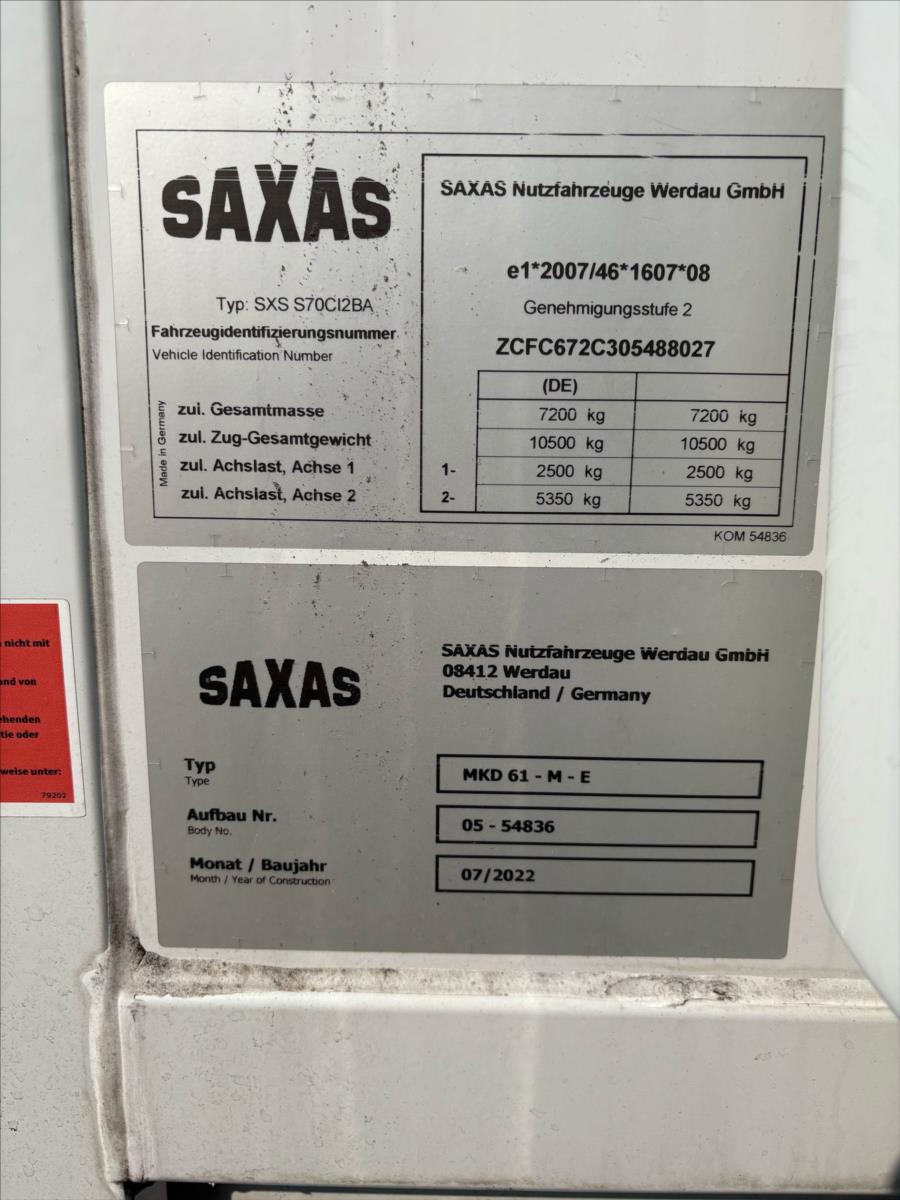 SAXAS
Typ: SXS S70CI2BA
Fahrzeugidentifizierungsnummer
Vehicle Identification Number
SAXAS Nutzfahrzeuge Werdau GmbH
e1*2007/46*1607*08
Genehmigungsstufe 2
ZCFC672C305488027
Made in Germany
(DE)
zul. Gesamtmasse 7200 kg 7200 kg
zul. Zug-Gesamtgewicht 10500 kg 10500 kg
zul. Achslast, Achse 1 1- 2500 kg 2500 kg
zul. Achslast, Achse 2 2- 5350 kg 5350 kg
KOM 54836
SAXAS
SAXAS Nutzfahrzeuge Werdau GmbH
08412 Werdau
Deutschland / Germany
Typ MKD 61 - M - E
Type
Aufbau Nr. 05 - 54836
Body No.
Monat / Baujahr 07/2022
Month / Year of Construction
nicht mit
und von
ehenden
tie oder
weise unter:
79202